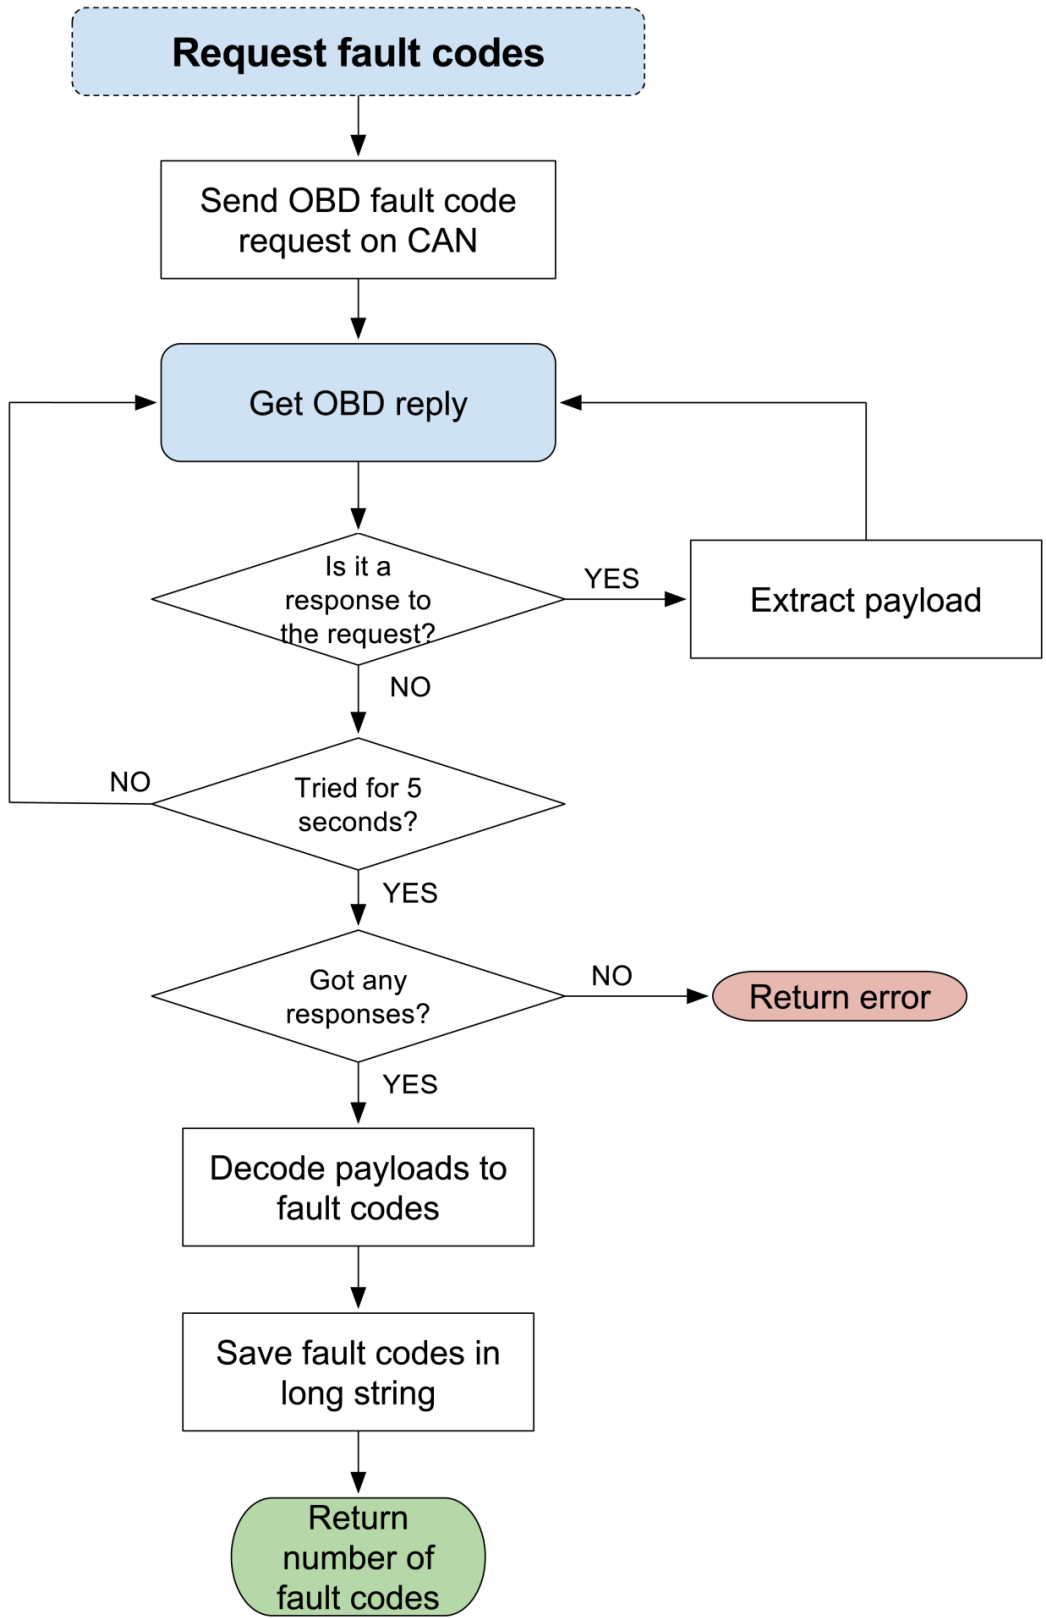 Request fault codes
Send OBD fault code
request on CAN
Get OBD reply
Is it a
response to
the request?
YES
Extract payload
NO
Tried for 5
seconds?
NO
YES
Got any
responses?
NO
Return error
YES
Decode payloads to
fault codes
Save fault codes in
long string
Return
number of
fault codes